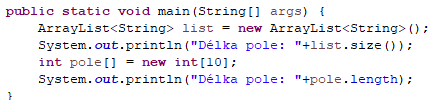 public static void main(String[] args) {
ArrayList<String> list = new ArrayList<String>();
System.out.println("Délka pole: "+list.size());
int pole[] = new int[10];
System.out.println("Délka pole: "+pole.length);
}